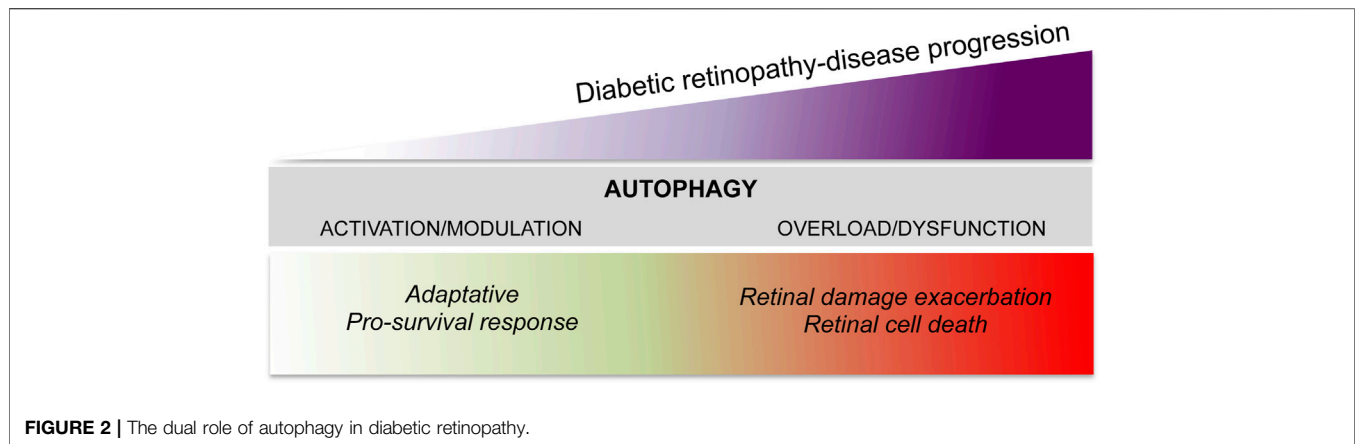 Diabetic retinopathy-disease progression
AUTOPHAGY
ACTIVATION/MODULATION OVERLOAD/DYSFUNCTION
Adaptative
Pro-survival response
Retinal damage exacerbation
Retinal cell death
FIGURE 2 | The dual role of autophagy in diabetic retinopathy.